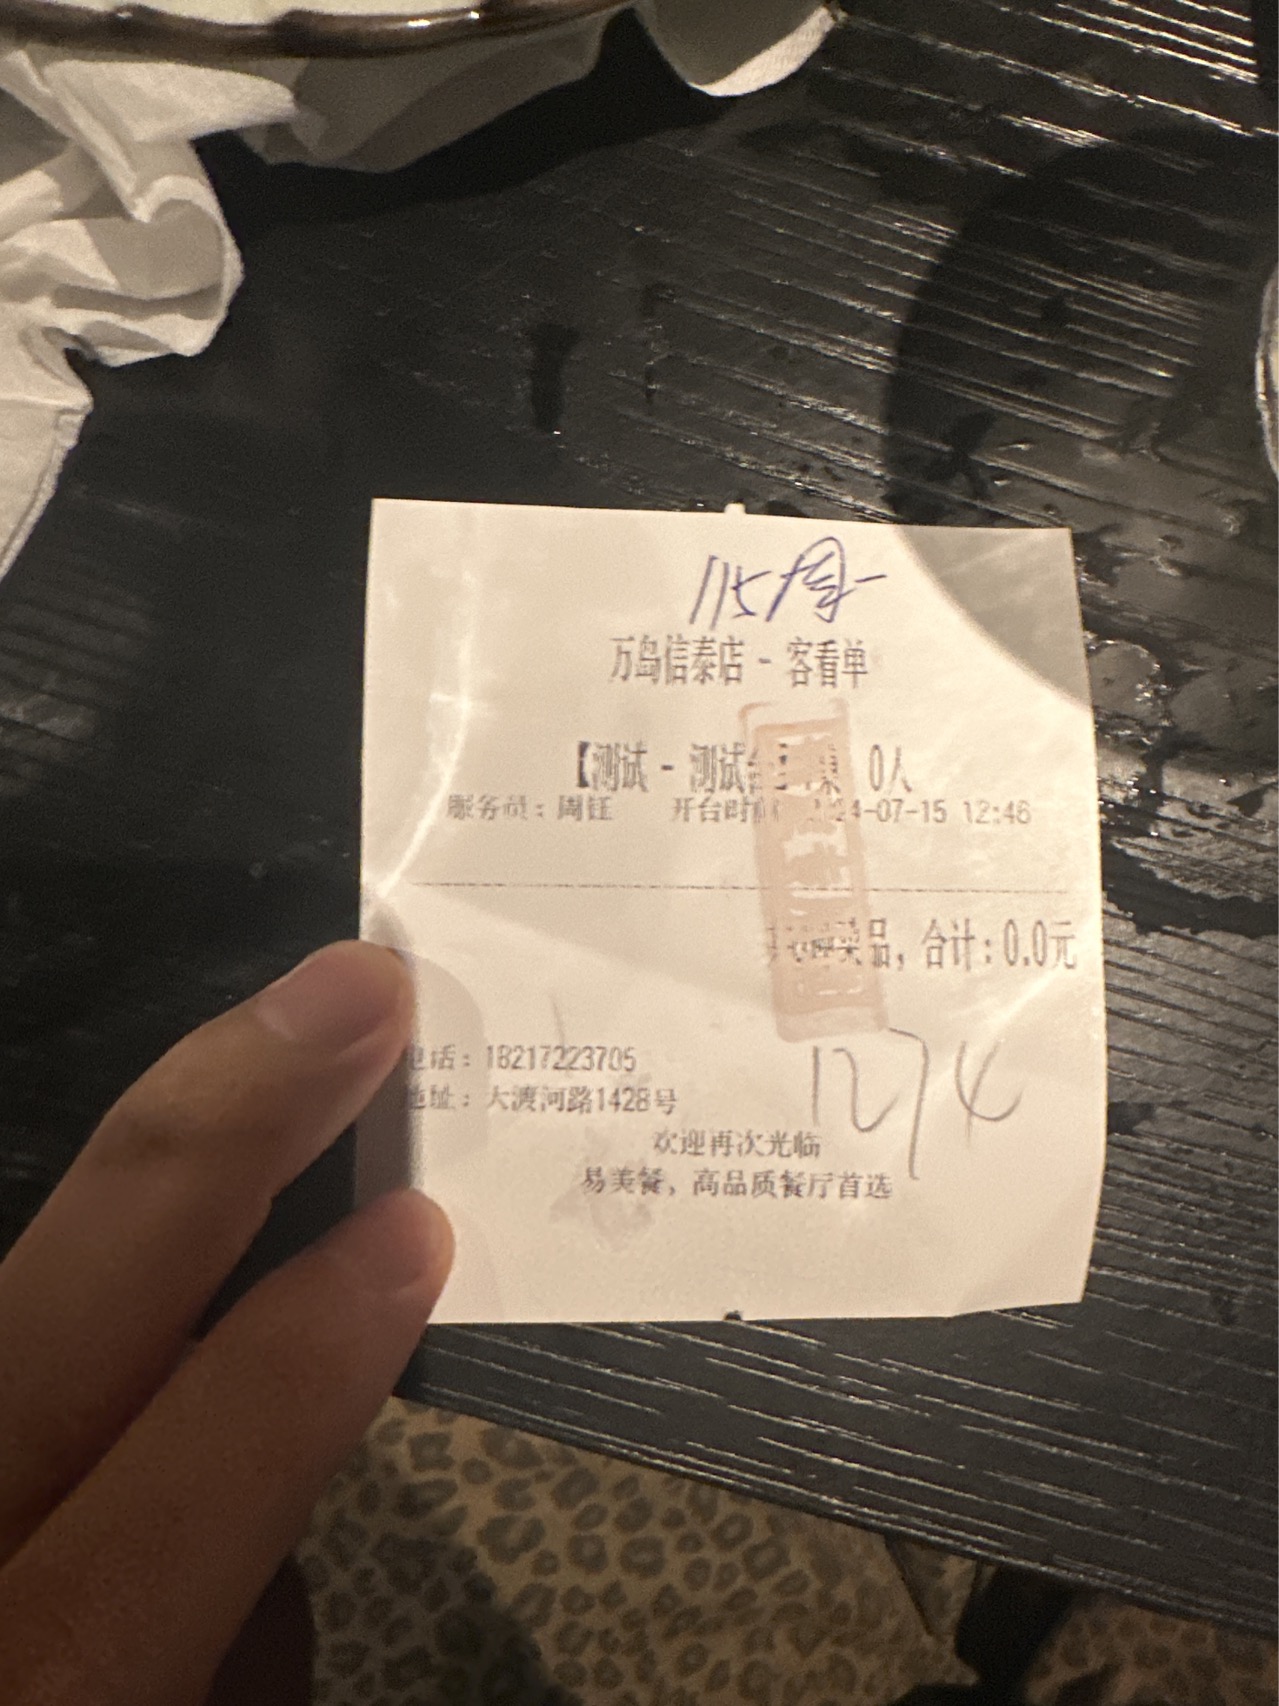 115周一
万岛信泰店 - 客看单
【测试 - 测试 0人
服务员：周钰 开台时 24-07-15 12:46
菜品，合计：0.0元
1274
电话：18217223705
地址：大渡河路1428号
欢迎再次光临
易美餐，高品质餐厅首选